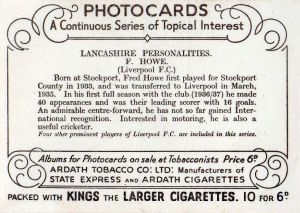 PHOTOCARDS
A Continuous Series of Topical Interest
LANCASHIRE PERSONALITIES.
F. HOWE.
(Liverpool F.C.)
Born at Stockport, Fred Howe first played for Stockport
County in 1933, and was transferred to Liverpool in March,
1935. In his first full season with the club (1936/37) he made
40 appearances and was their leading scorer with 16 goals.
An admirable centre-forward, he has not so far gained Inter-
national recognition. Interested in motoring, he is also a
useful cricketer.
Four other prominent players of Liverpool F.C. are included in this series.
Albums for Photocards on sale at Tobacconists Price 6ᴰ
ARDATH TOBACCO CO: LTD: Manufacturers of
STATE EXPRESS and ARDATH CIGARETTES
PACKED WITH KINGS THE LARGER CIGARETTES. 10 FOR 6ᴰ